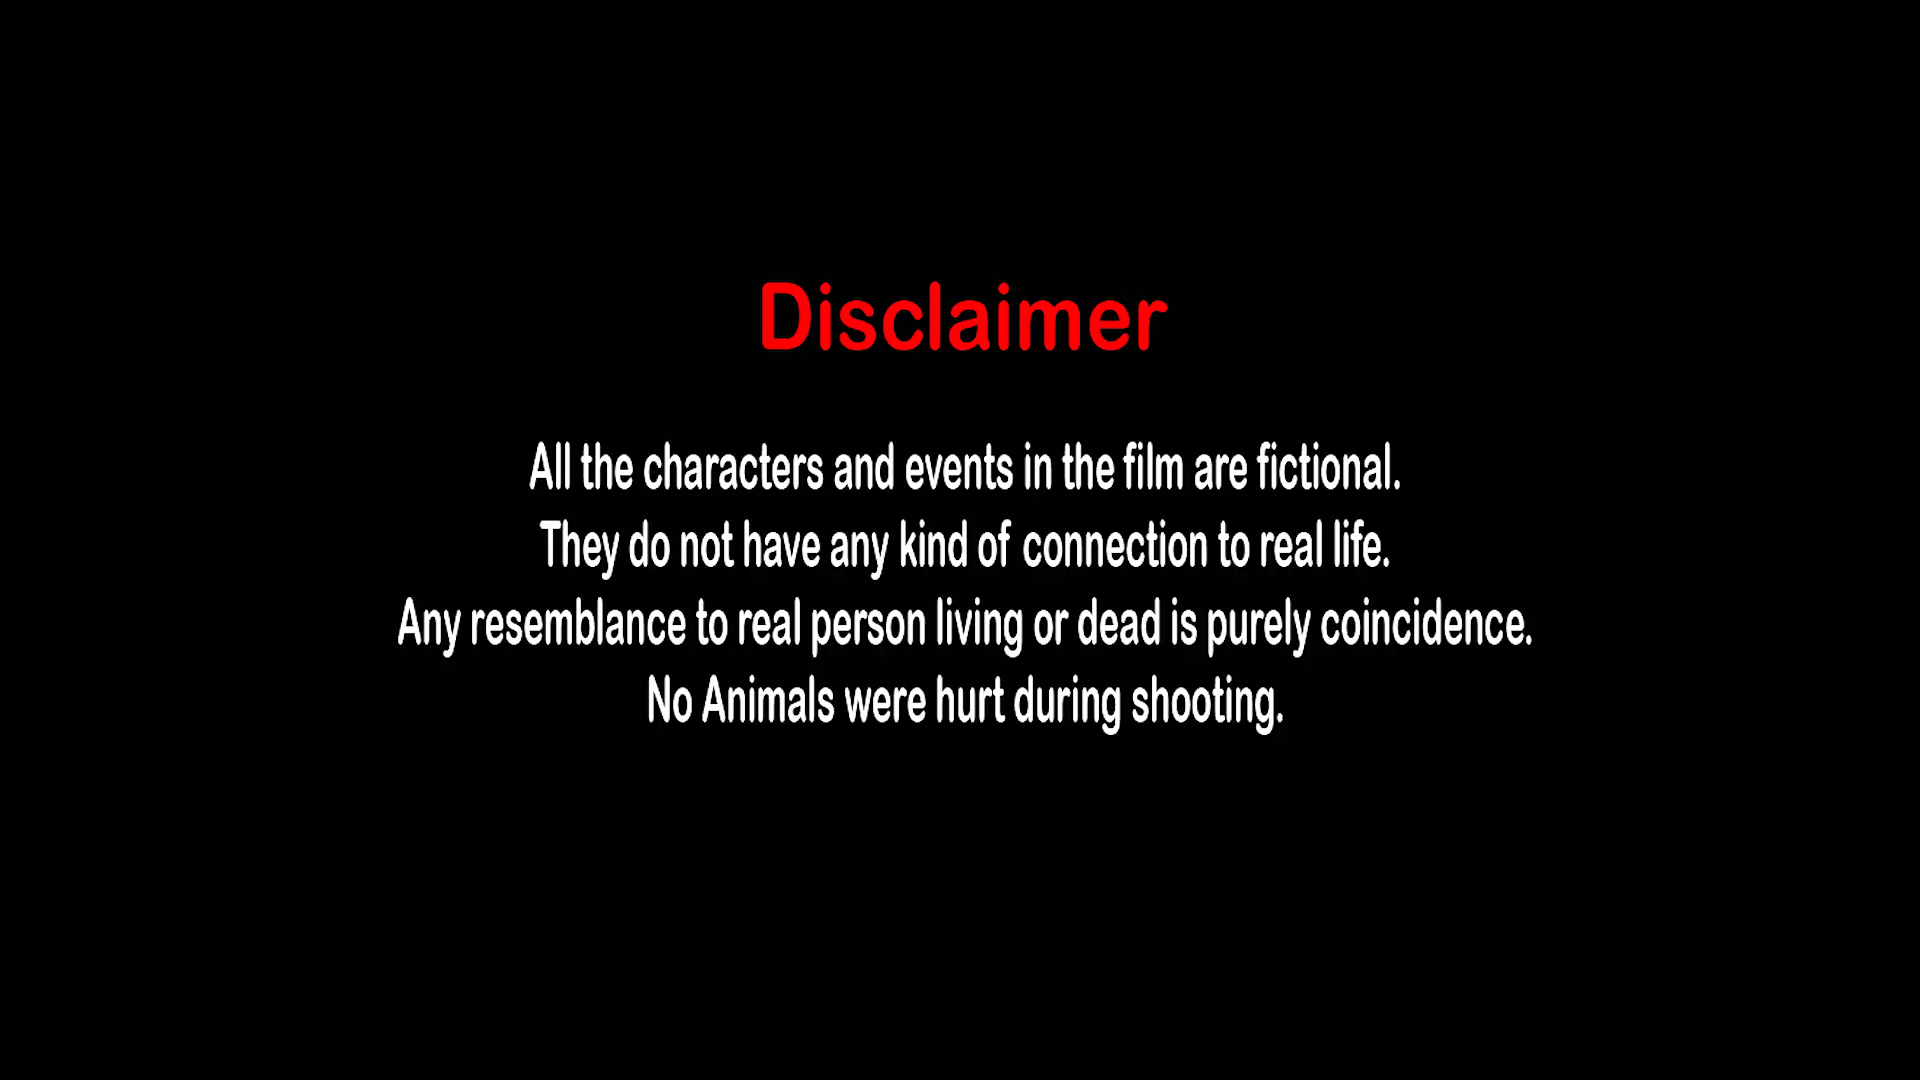 Disclaimer
All the characters and events in the film are fictional.
They do not have any kind of connection to real life.
Any resemblance to real person living or dead is purely coincidence.
No Animals were hurt during shooting.